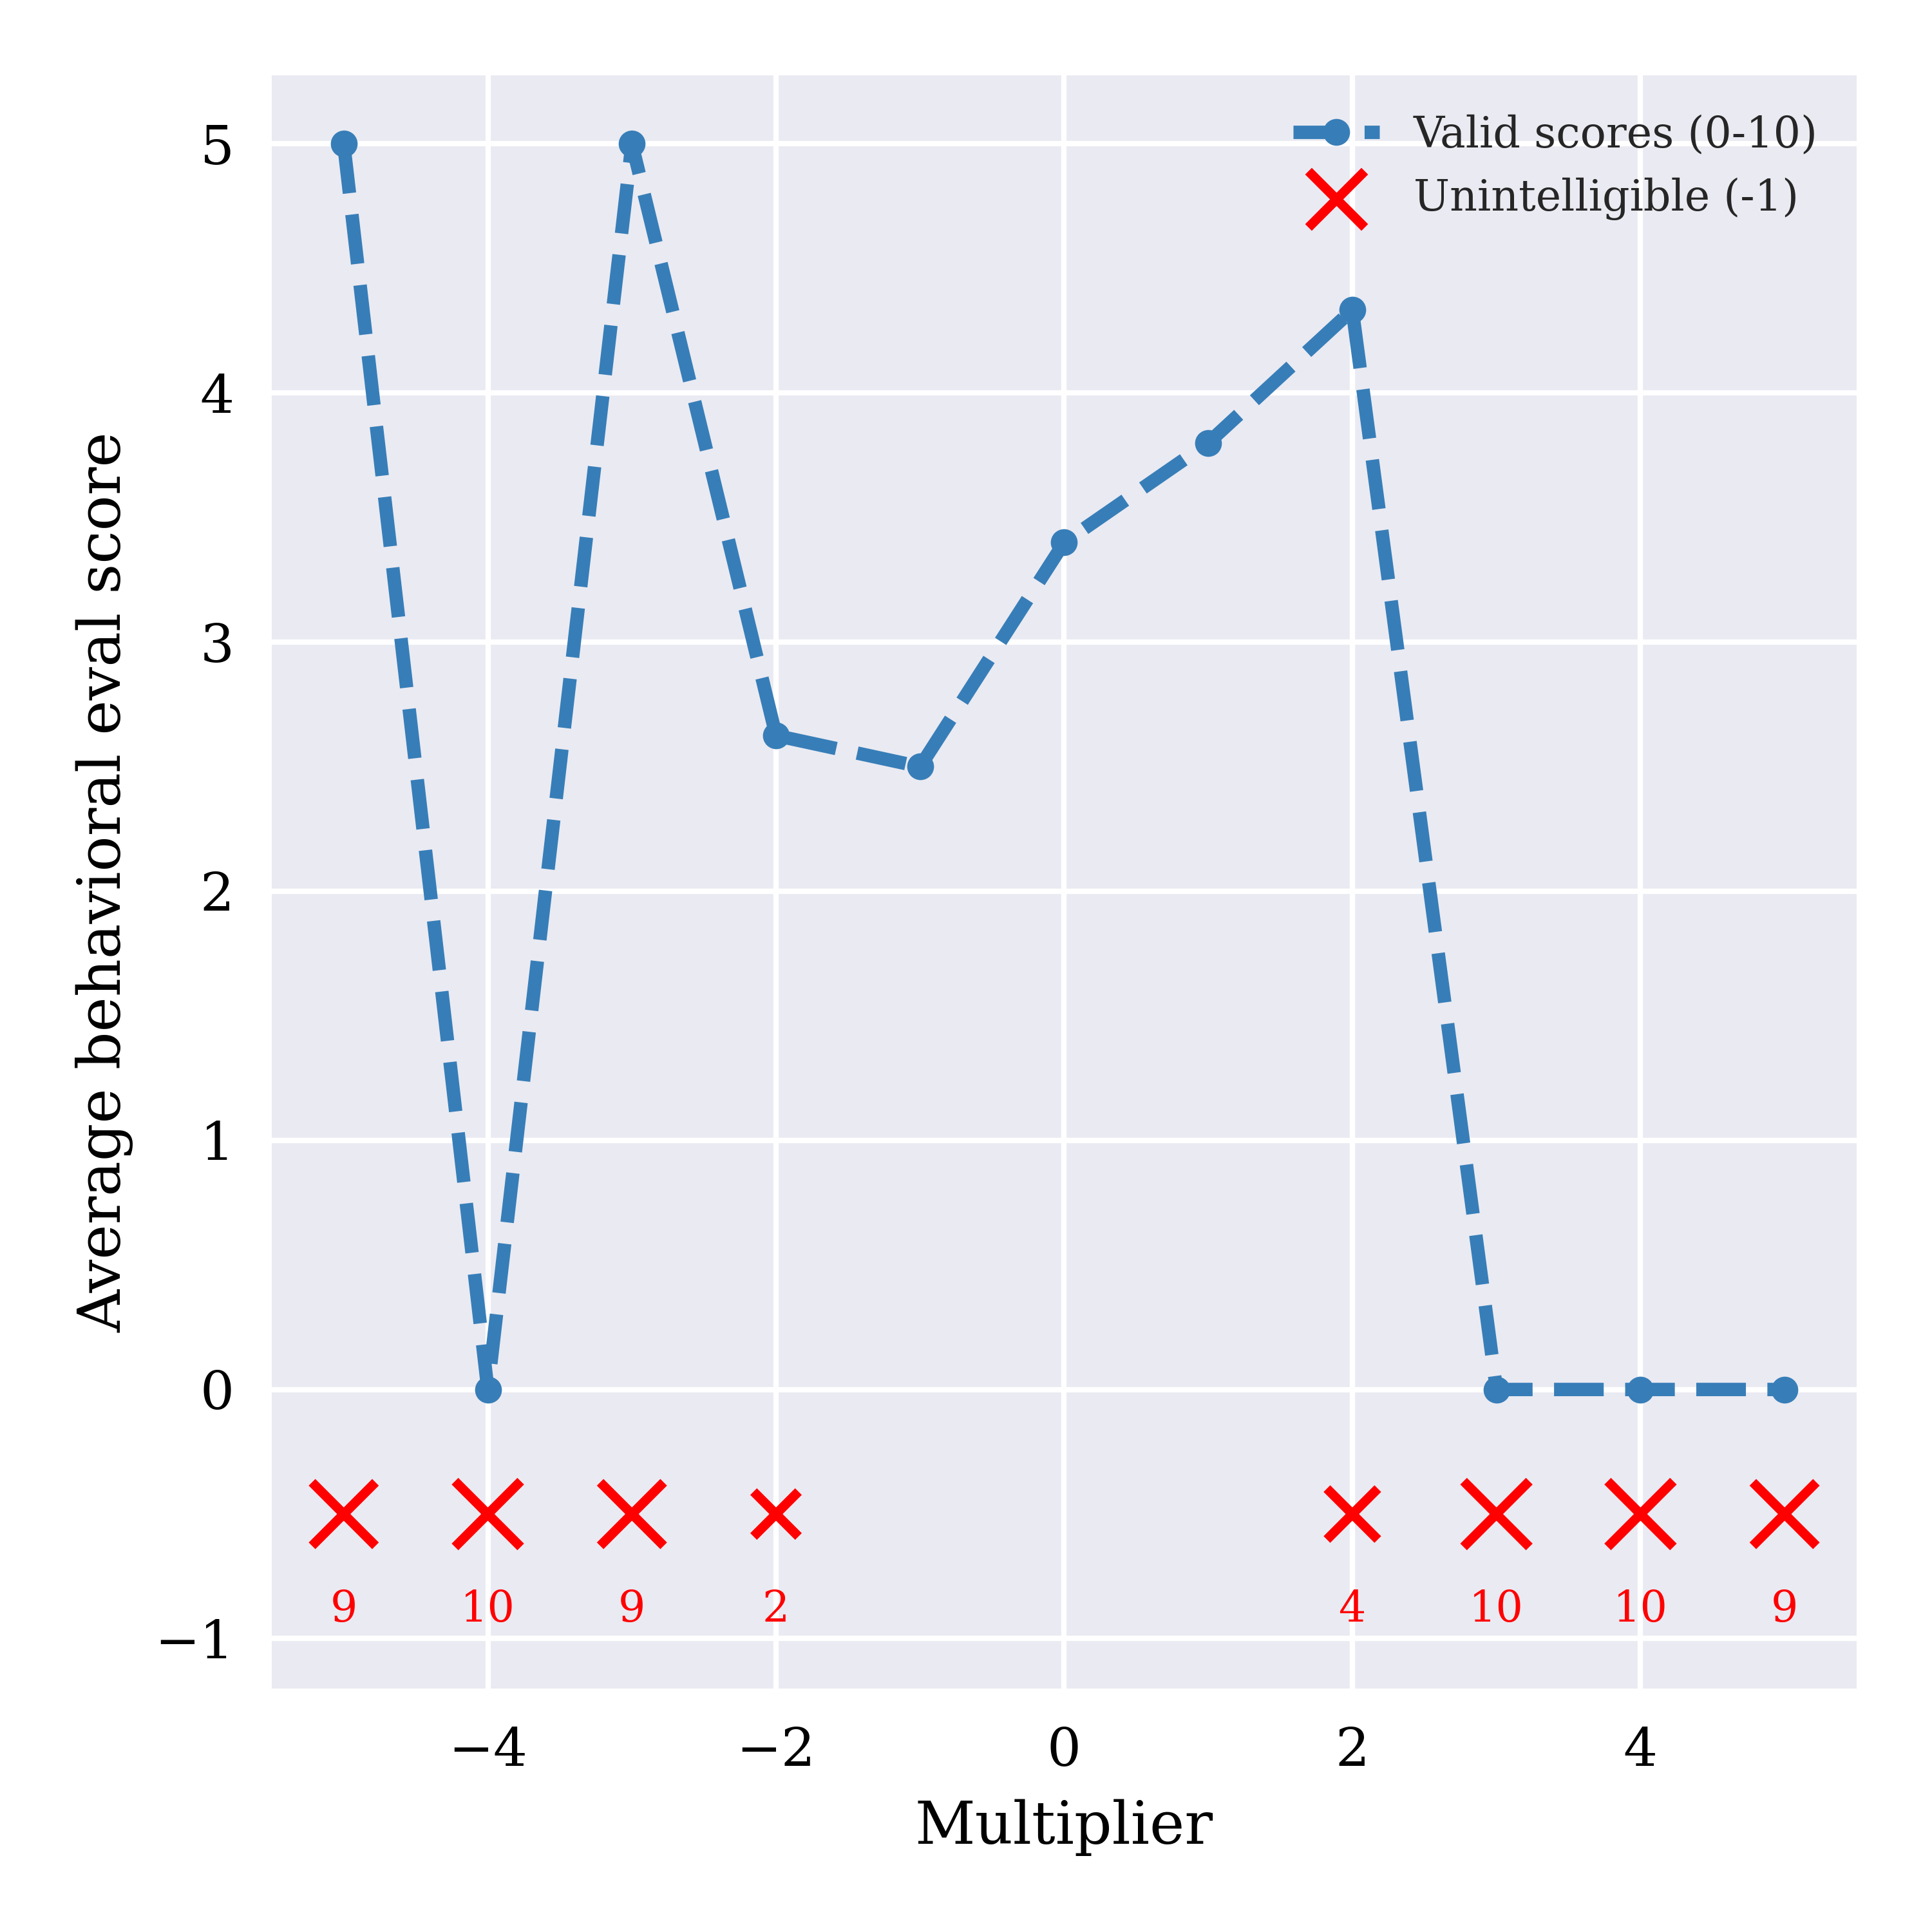 Valid scores (0-10)
Unintelligible (-1)
Average behavioral eval score
5
4
3
2
1
0
−1
9 10 9 2 4 10 10 9
−4 −2 0 2 4
Multiplier